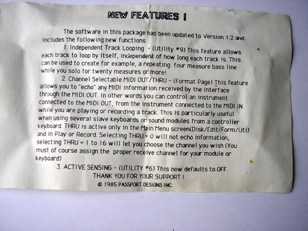 NEW FEATURES !
The software in this package has been updated to Version 1.2 and
includes the following new functions:
1. Independent Track Looping - (Utility *9) This feature allows
each track to loop by itself, independent of how long each track is. This
can be used to create for example, a repeating four measure bass line
while you solo for twenty measures or more!
2. Channel Selectable MIDI OUT/THRU - (Format Page) This feature
allows you to "echo" any MIDI information received by the interface
through the MIDI OUT. In other words you can control an instrument
connected to the MIDI OUT, from the instrument connected to the MIDI IN
while you are playing or recording a track. This is particularly useful
when using several slave keyboards or sound modules from a controller
keyboard. THRU is active only in the Main Menu screen(Disk/Edit/Form/Util)
and in Play or Record. Selecting THRU = 0 will not echo information,
selecting THRU = 1 to 16 will let you choose the channel you wish (You
must of course assign the proper receive channel for your module or
keyboard)
3. ACTIVE SENSING - (UTILITY *6) This now defaults to OFF
THANK YOU FOR YOUR SUPPORT !
© 1985 PASSPORT DESIGNS INC.